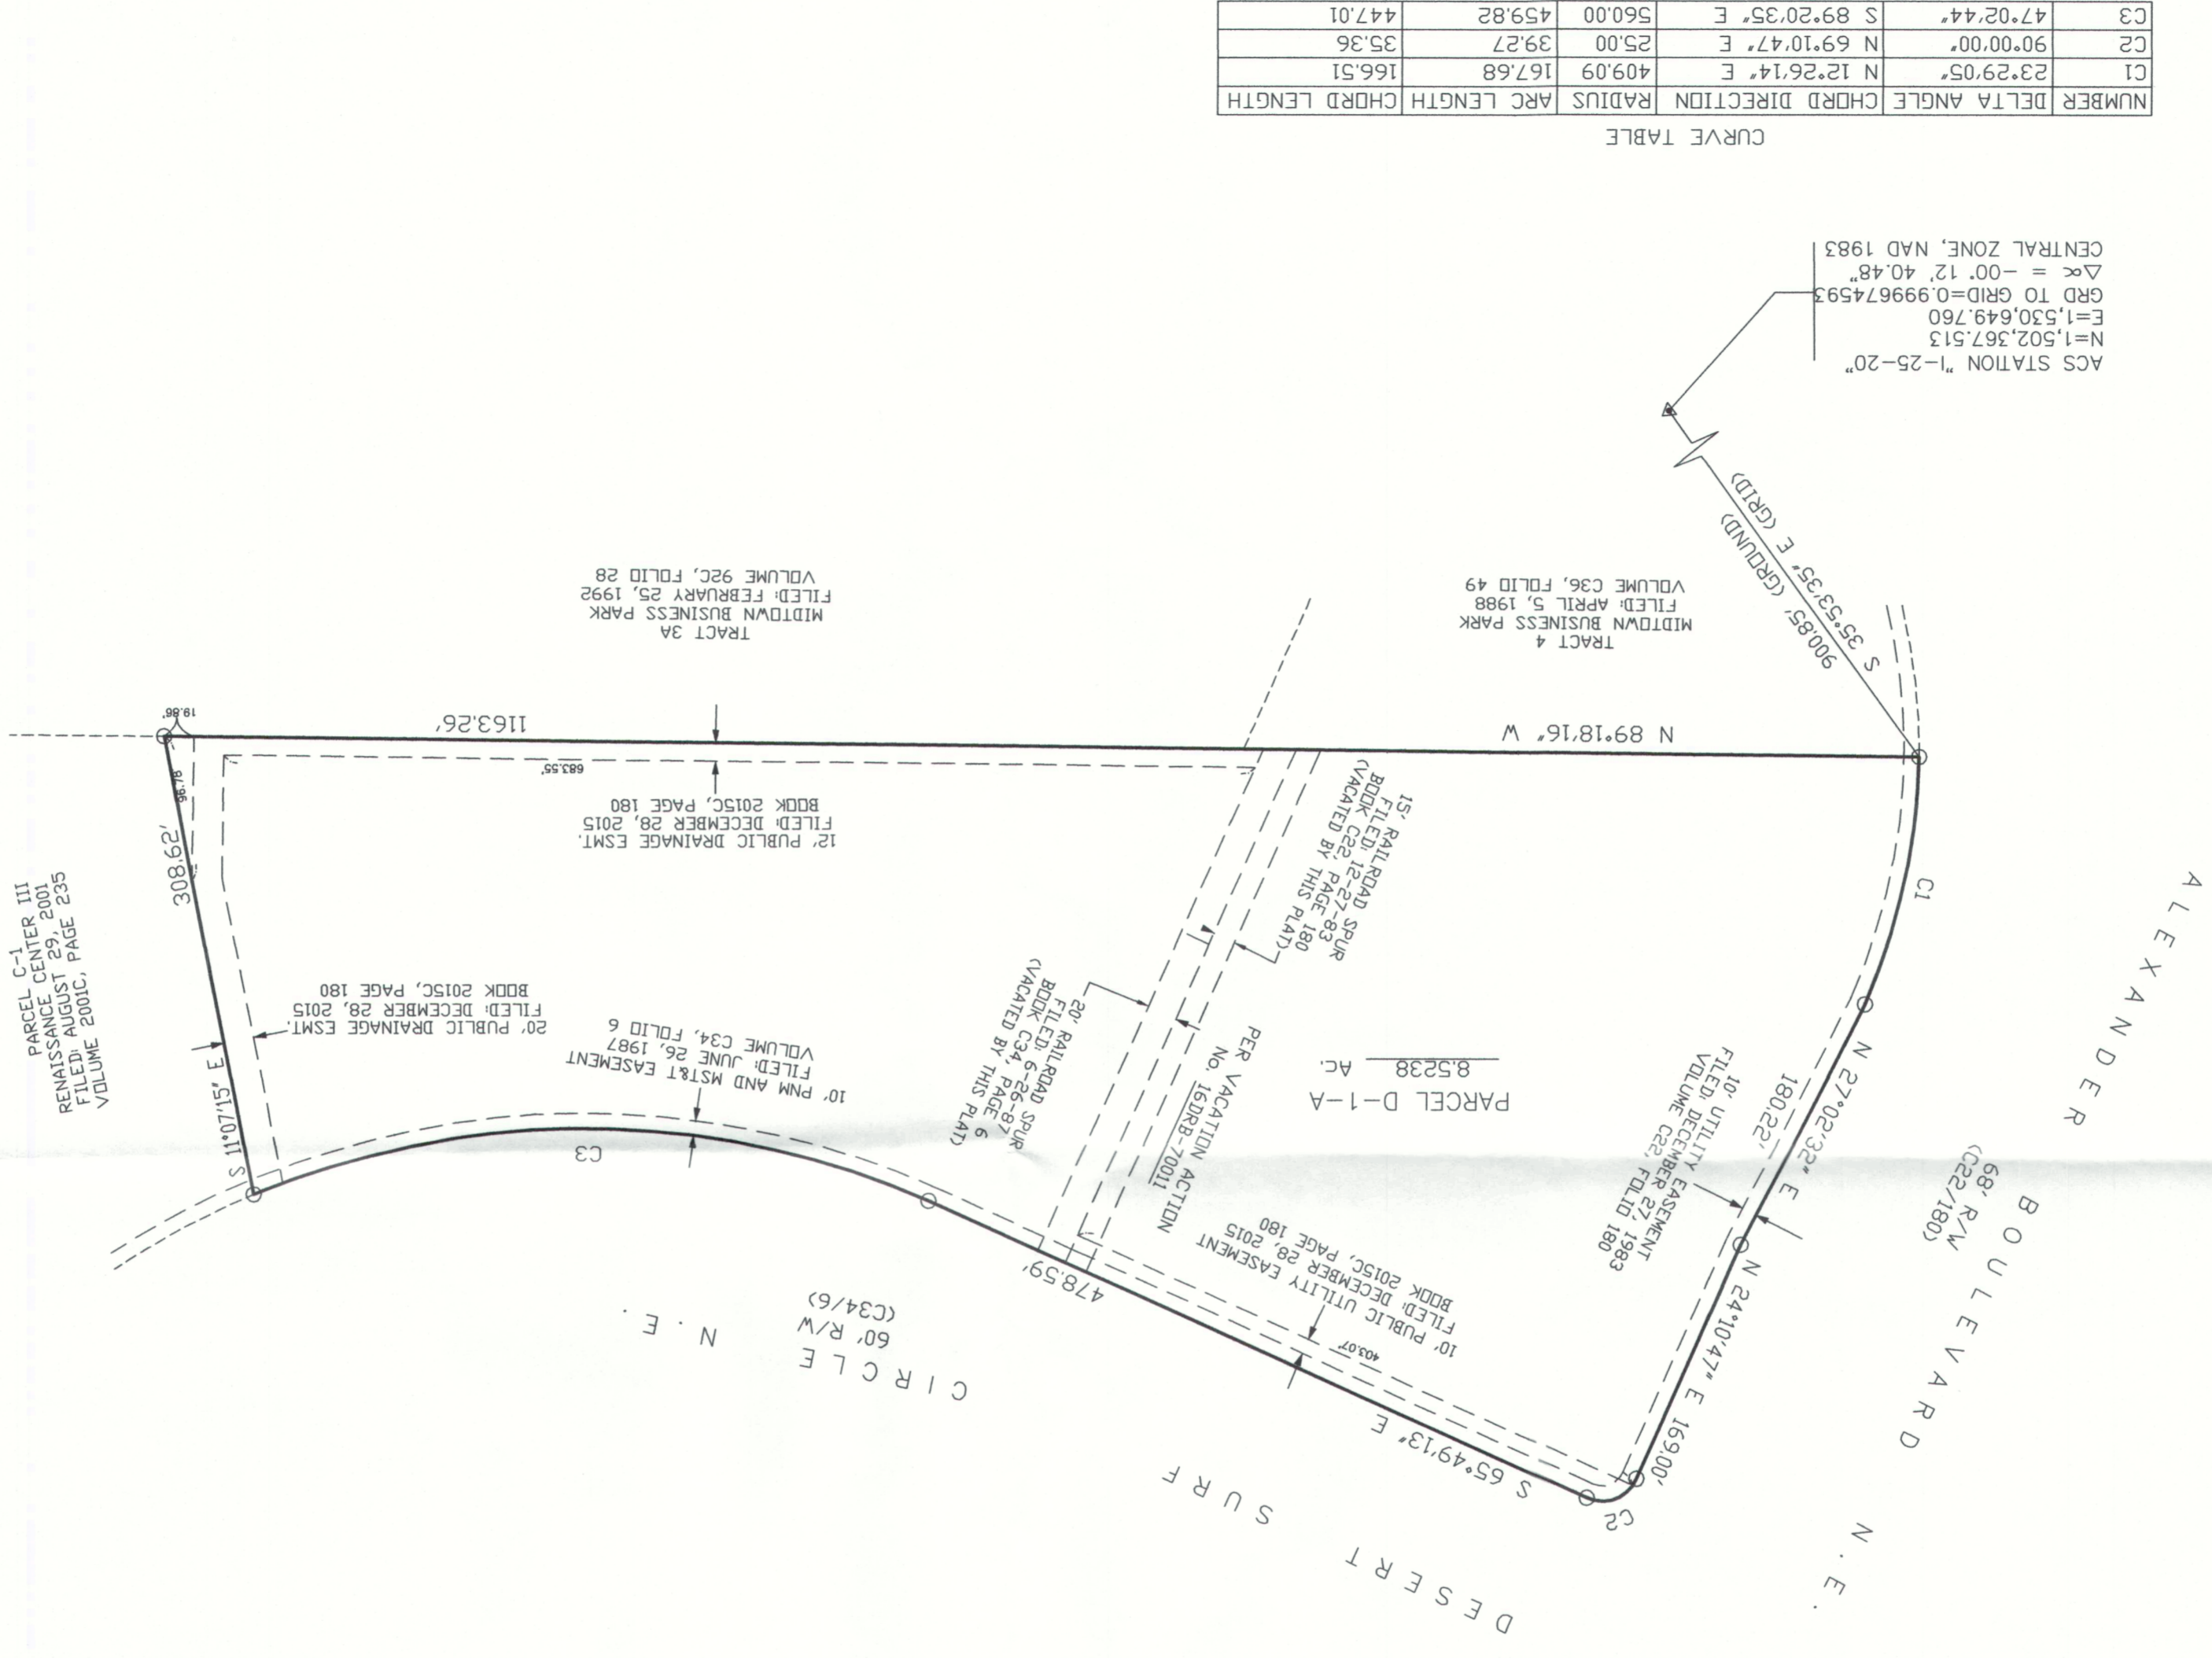 ALEXANDER
BOULEVARD
N.E.
68' R/W
(C22/180)
DESERT
SURF
CIRCLE
N.E.
60' R/W
(C34/6)
C2
N 24°10'47" E 169.00'
N 27°02'32" E
180.22'
C1
S 65°49'13" E
478.59'
403.07'
C3
S 11°07'15" E
308.62'
96.78
19.86'
N 89°18'16" W
1163.26'
683.55'
10' PUBLIC UTILITY EASEMENT
FILED: DECEMBER 28, 2015
BOOK 2015C, PAGE 180
10' UTILITY EASEMENT
FILED: DECEMBER 27, 1983
VOLUME C22, FOLIO 180
PARCEL D-1-A
8.5238 AC.
PER VACATION ACTION
No. 16DRB-70011
20' RAILROAD SPUR
FILED: 6-26-87
BOOK C34, PAGE 6
(VACATED BY THIS PLAT)
15' RAILROAD SPUR
FILED: 12-27-83
BOOK C22, PAGE 180
(VACATED BY THIS PLAT)
10' PNM AND MST&T EASEMENT
FILED: JUNE 26, 1987
VOLUME C34, FOLIO 6
20' PUBLIC DRAINAGE ESMT.
FILED: DECEMBER 28, 2015
BOOK 2015C, PAGE 180
12' PUBLIC DRAINAGE ESMT.
FILED: DECEMBER 28, 2015
BOOK 2015C, PAGE 180
PARCEL C-1
RENAISSANCE CENTER III
FILED: AUGUST 29, 2001
VOLUME 2001C, PAGE 235
TRACT 4
MIDTOWN BUSINESS PARK
FILED: APRIL 5, 1988
VOLUME C36, FOLIO 49
TRACT 3A
MIDTOWN BUSINESS PARK
FILED: FEBRUARY 25, 1992
VOLUME 92C, FOLIO 28
S 35°53'35" E (GRID)
900.85' (GROUND)
ACS STATION "I-25-20"
N=1,502,367.513
E=1,530,649.760
GRD TO GRID=0.999674593
△∝ = -00° 12' 40.48"
CENTRAL ZONE, NAD 1983
CURVE TABLE
NUMBER DELTA ANGLE CHORD DIRECTION RADIUS ARC LENGTH CHORD LENGTH
C1 23°29'05" N 12°26'14" E 409.09 167.68 166.51
C2 90°00'00" N 69°10'47" E 25.00 39.27 35.36
C3 47°02'44" S 89°20'35" E 560.00 459.82 447.01